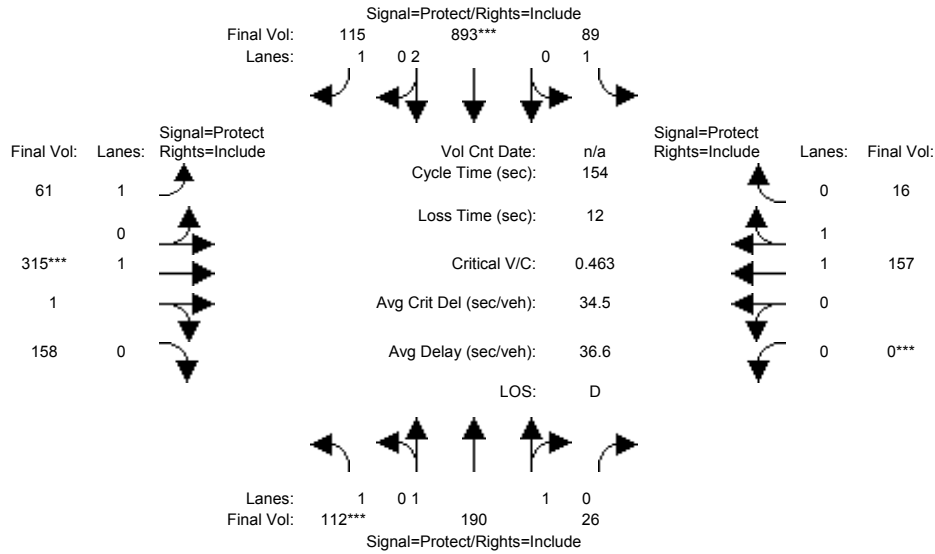 Signal=Protect/Rights=Include
Final Vol: 115 893*** 89
Lanes: 1 0 2 0 1
Signal=Protect
Final Vol: Lanes: Rights=Include
Vol Cnt Date: n/a
Signal=Protect
Rights=Include Lanes: Final Vol:
Cycle Time (sec): 154
61 1
0 16
Loss Time (sec): 12
0
1
315*** 1
Critical V/C: 0.463
1 157
1 0
Avg Crit Del (sec/veh): 34.5
0
158 0
Avg Delay (sec/veh): 36.6
0 0***
LOS: D
Lanes: 1 0 1 1 0
Final Vol: 112*** 190 26
Signal=Protect/Rights=Include